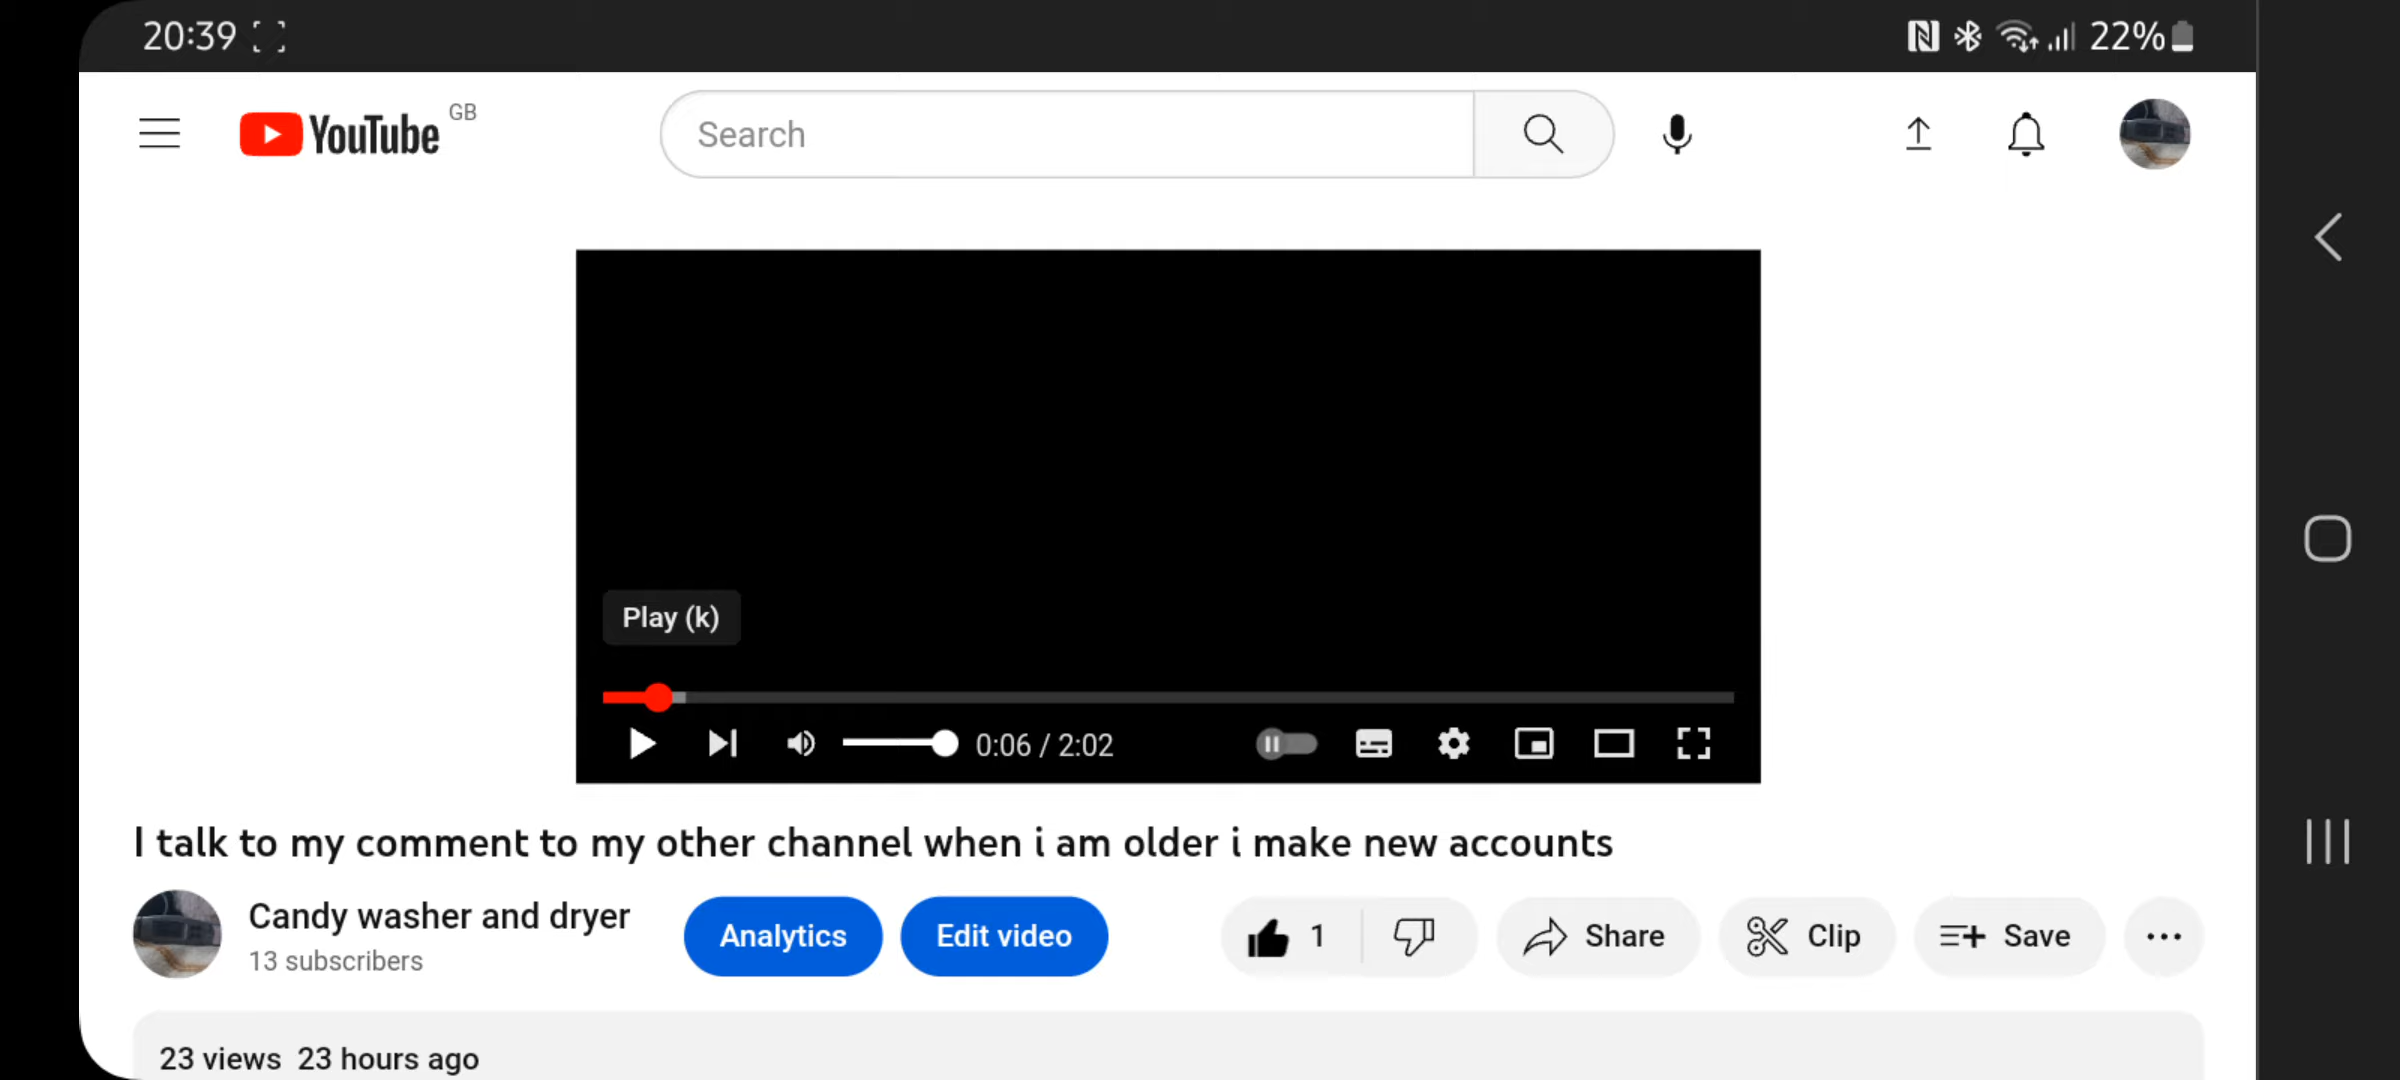 20:39
22%
YouTube GB
Search
Play (k)
0:06 / 2:02
I talk to my comment to my other channel when i am older i make new accounts
Candy washer and dryer
13 subscribers
Analytics
Edit video
1
Share
Clip
Save
23 views 23 hours ago